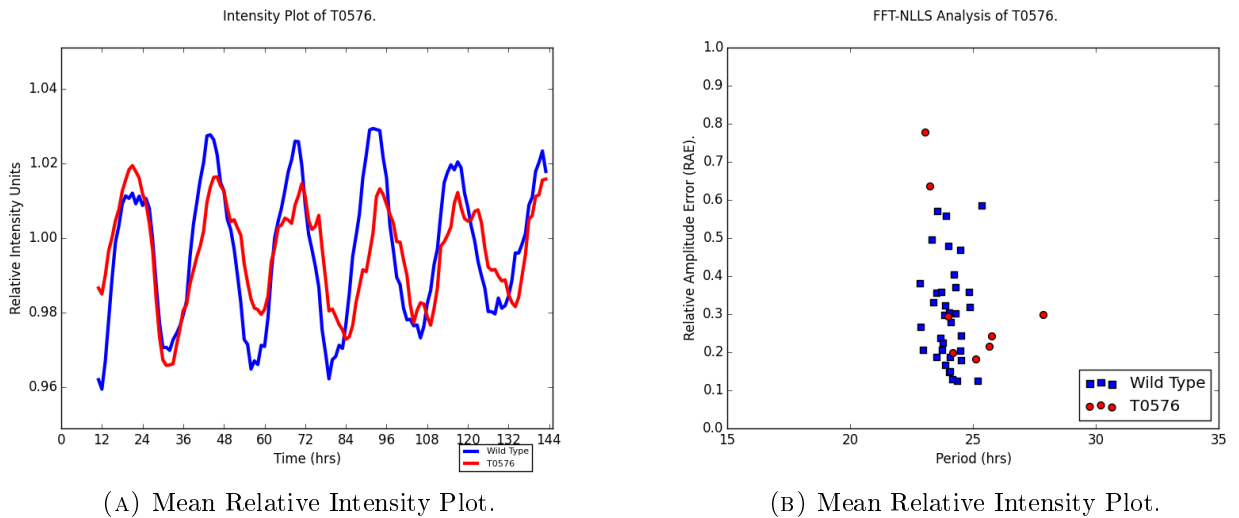 Intensity Plot of T0576.
1.04
1.02
1.00
0.98
0.96
Relative Intensity Units
0 12 24 36 48 60 72 84 96 108 120 132 144
Time (hrs)
Wild Type
T0576
(A) Mean Relative Intensity Plot.
FFT-NLLS Analysis of T0576.
1.0
0.9
0.8
0.7
0.6
0.5
0.4
0.3
0.2
0.1
0.0
Relative Amplitude Error (RAE).
15 20 25 30 35
Period (hrs)
Wild Type
T0576
(B) Mean Relative Intensity Plot.